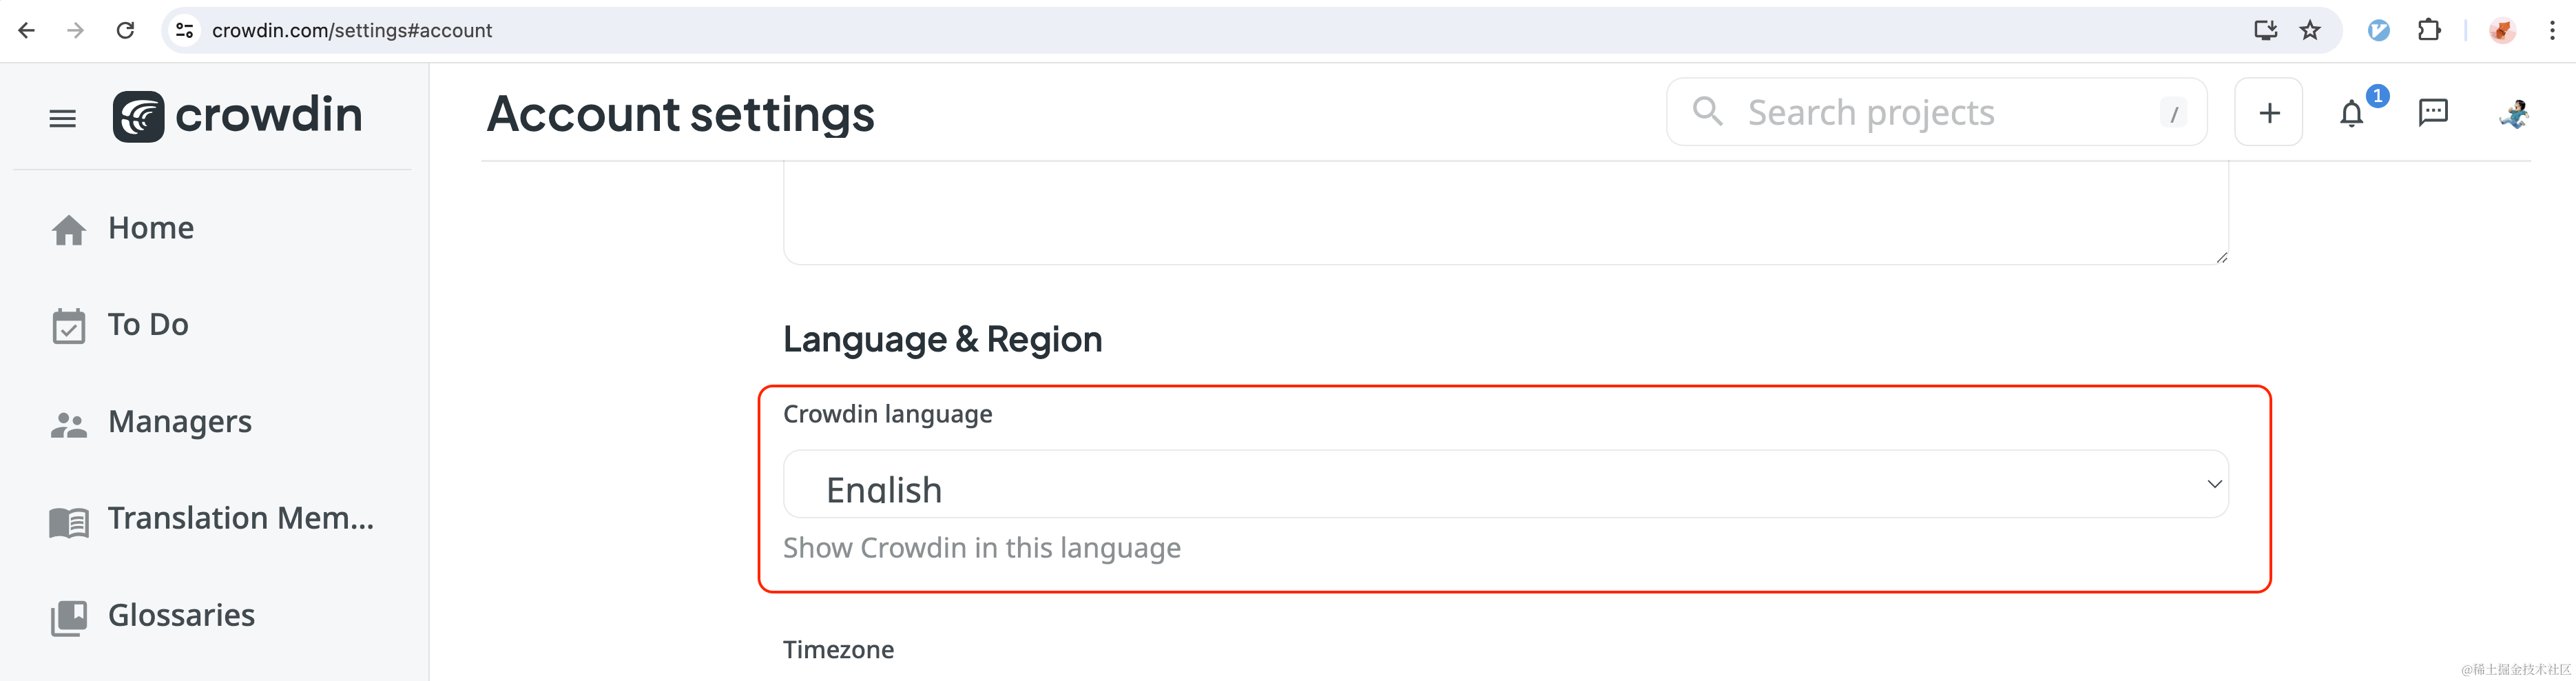 crowdin.com/settings#account
crowdin
Account settings
Search projects
/
1
Home
To Do
Managers
Translation Mem...
Glossaries
Language & Region
Crowdin language
English
Show Crowdin in this language
Timezone
@稀土掘金技术社区